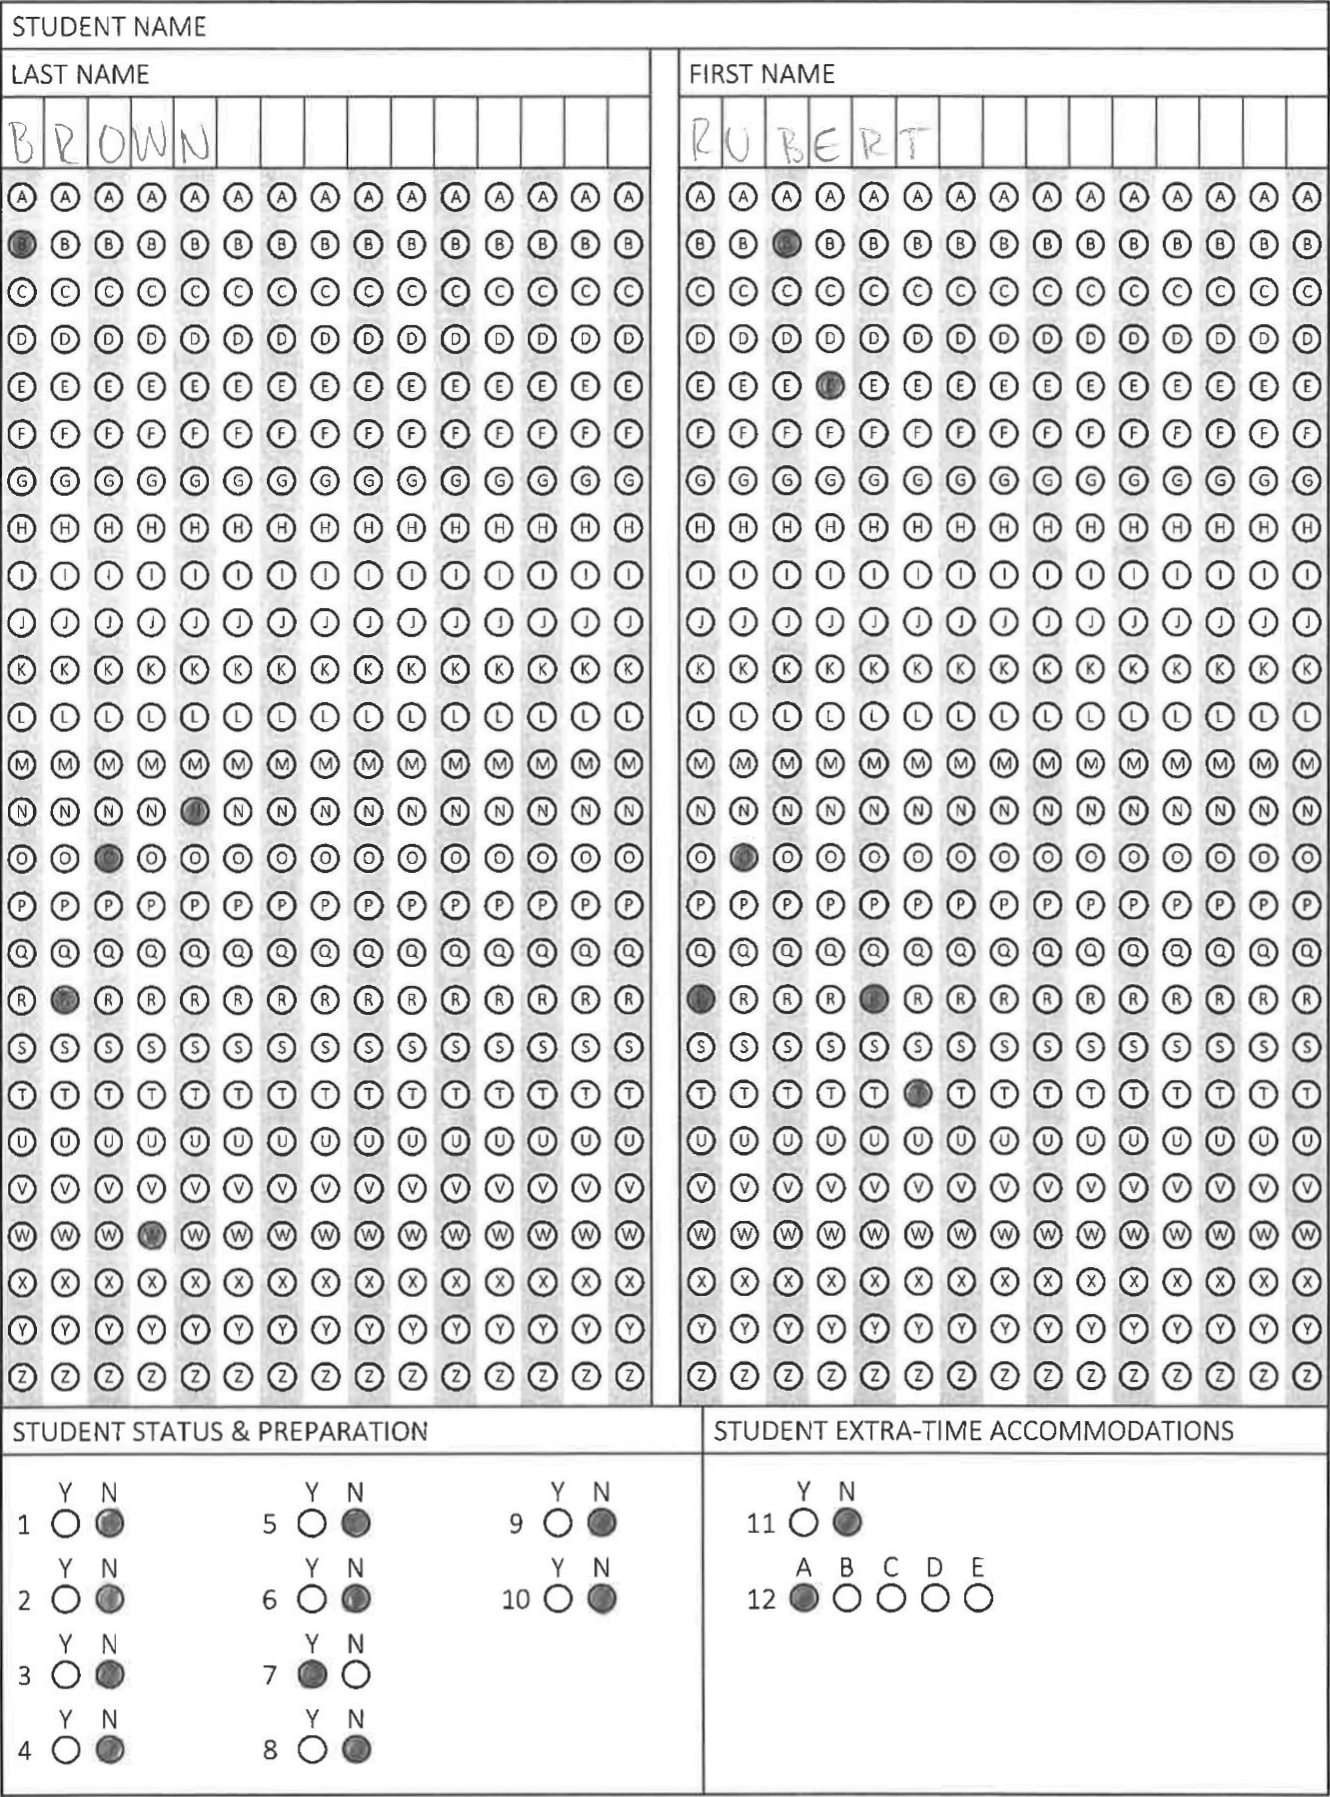 STUDENT NAME
LAST NAME
BROWN
A A A A A A A A A A A A A A A
B B B B B B B B B B B B B B B
C C C C C C C C C C C C C C C
D D D D D D D D D D D D D D D
E E E E E E E E E E E E E E E
F F F F F F F F F F F F F F F
G G G G G G G G G G G G G G G
H H H H H H H H H H H H H H H
I I I I I I I I I I I I I I I
J J J J J J J J J J J J J J J
K K K K K K K K K K K K K K K
L L L L L L L L L L L L L L L
M M M M M M M M M M M M M M M
N N N N N N N N N N N N N N
O O O O O O O O O O O O O O O
P P P P P P P P P P P P P P P
Q Q Q Q Q Q Q Q Q Q Q Q Q Q Q
R R R R R R R R R R R R R R
S S S S S S S S S S S S S S S
T T T T T T T T T T T T T T T
U U U U U U U U U U U U U U U
V V V V V V V V V V V V V V V
W W W W W W W W W W W W W W W
X X X X X X X X X X X X X X X
Y Y Y Y Y Y Y Y Y Y Y Y Y Y Y
Z Z Z Z Z Z Z Z Z Z Z Z Z Z Z
FIRST NAME
RUBERT
A A A A A A A A A A A A A A A
B B B B B B B B B B B B B B B
C C C C C C C C C C C C C C C
D D D D D D D D D D D D D D D
E E E E E E E E E E E E E E E
F F F F F F F F F F F F F F F
G G G G G G G G G G G G G G G
H H H H H H H H H H H H H H H
I I I I I I I I I I I I I I I
J J J J J J J J J J J J J J J
K K K K K K K K K K K K K K K
L L L L L L L L L L L L L L L
M M M M M M M M M M M M M M M
N N N N N N N N N N N N N N N
O O O O O O O O O O O O O O
P P P P P P P P P P P P P P P
Q Q Q Q Q Q Q Q Q Q Q Q Q Q Q
R R R R R R R R R R R R R
S S S S S S S S S S S S S S S
T T T T T T T T T T T T T T
U U U U U U U U U U U U U U U
V V V V V V V V V V V V V V V
W W W W W W W W W W W W W W W
X X X X X X X X X X X X X X X
Y Y Y Y Y Y Y Y Y Y Y Y Y Y Y
Z Z Z Z Z Z Z Z Z Z Z Z Z Z Z
STUDENT STATUS & PREPARATION
Y N
1
Y N
2
Y N
3
Y N
4
Y N
5
Y N
6
Y N
7
Y N
8
Y N
9
Y N
10
STUDENT EXTRA-TIME ACCOMMODATIONS
Y N
11
A B C D E
12